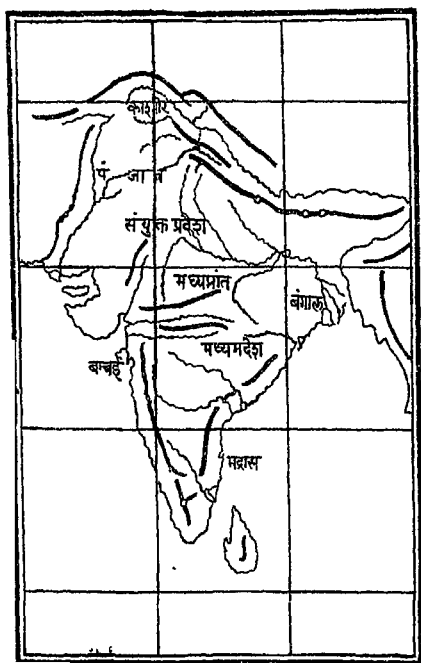 काश्मीर
पंजाब
संयुक्त प्रदेश
मध्यप्रांत
बंगाल
मध्यप्रदेश
बम्बई
मद्रास